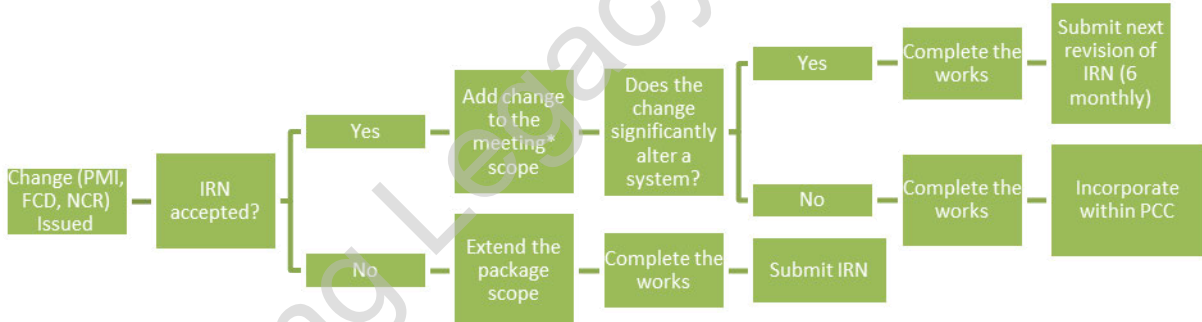 Change (PMI,
FCD, NCR)
Issued
IRN
accepted?
Yes
Add change
to the
meeting*
scope
Does the
change
significantly
alter a
system?
Yes
Complete the
works
Submit next
revision of
IRN (6
monthly)
No
Complete the
works
Incorporate
within PCC
No
Extend the
package
scope
Complete the
works
Submit IRN
ng Legacy